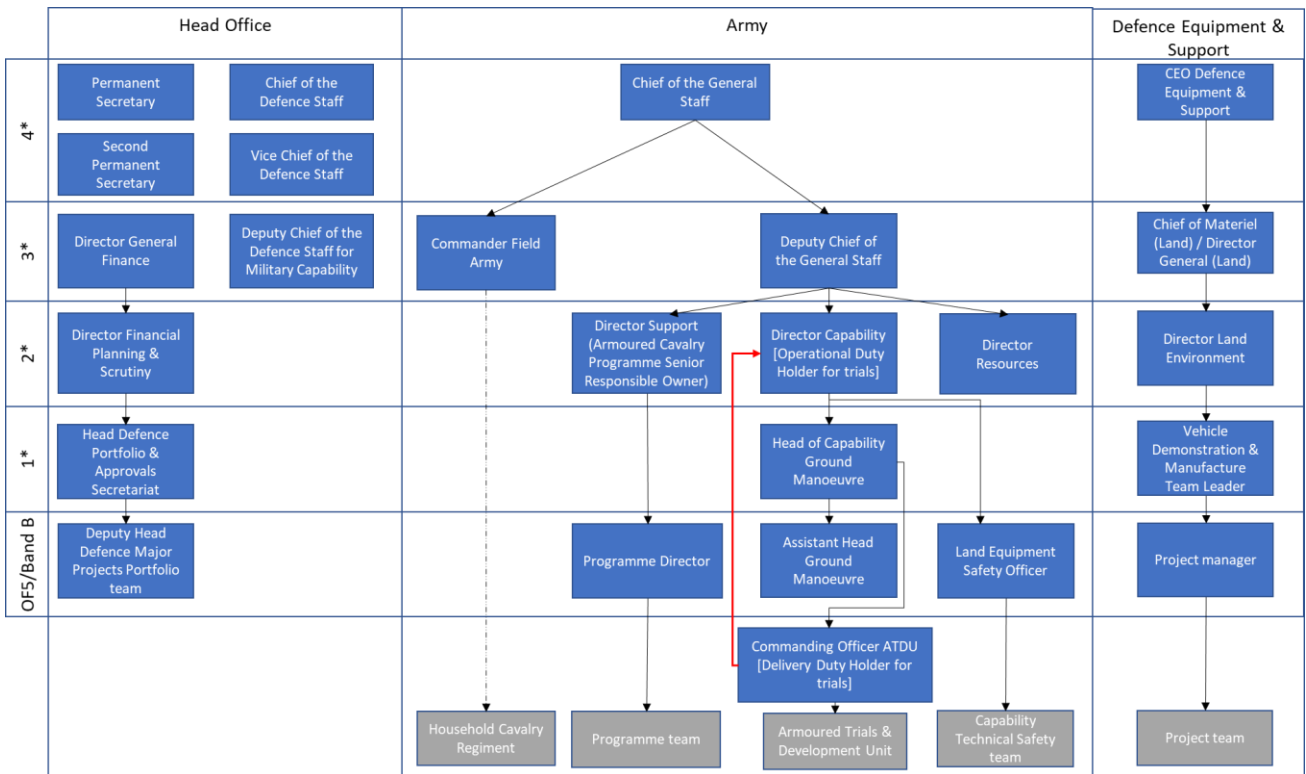 Head Office
Army
Defence Equipment &
Support
4*
Permanent
Secretary
Chief of the
Defence Staff
Chief of the General
Staff
CEO Defence
Equipment &
Support
Second
Permanent
Secretary
Vice Chief of the
Defence Staff
3*
Director General
Finance
Deputy Chief of the
Defence Staff for
Military Capability
Commander Field
Army
Deputy Chief of
the General Staff
Chief of Materiel
(Land) / Director
General (Land)
2*
Director Financial
Planning &
Scrutiny
Director Support
(Armoured Cavalry
Programme Senior
Responsible Owner)
Director Capability
[Operational Duty
Holder for trials]
Director
Resources
Director Land
Environment
1*
Head Defence
Portfolio &
Approvals
Secretariat
Head of Capability
Ground
Manoeuvre
Vehicle
Demonstration &
Manufacture
Team Leader
OF5/Band B
Deputy Head
Defence Major
Projects Portfolio
team
Programme Director
Assistant Head
Ground
Manoeuvre
Land Equipment
Safety Officer
Project manager
Commanding Officer ATDU
[Delivery Duty Holder for
trials]
Household Cavalry
Regiment
Programme team
Armoured Trials &
Development Unit
Capability
Technical Safety
team
Project team